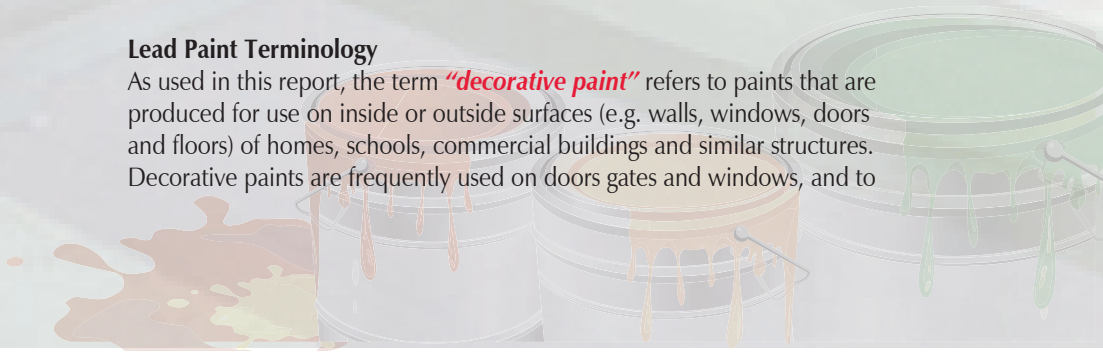 Lead Paint Terminology
As used in this report, the term “decorative paint” refers to paints that are
produced for use on inside or outside surfaces (e.g. walls, windows, doors
and floors) of homes, schools, commercial buildings and similar structures.
Decorative paints are frequently used on doors gates and windows, and to